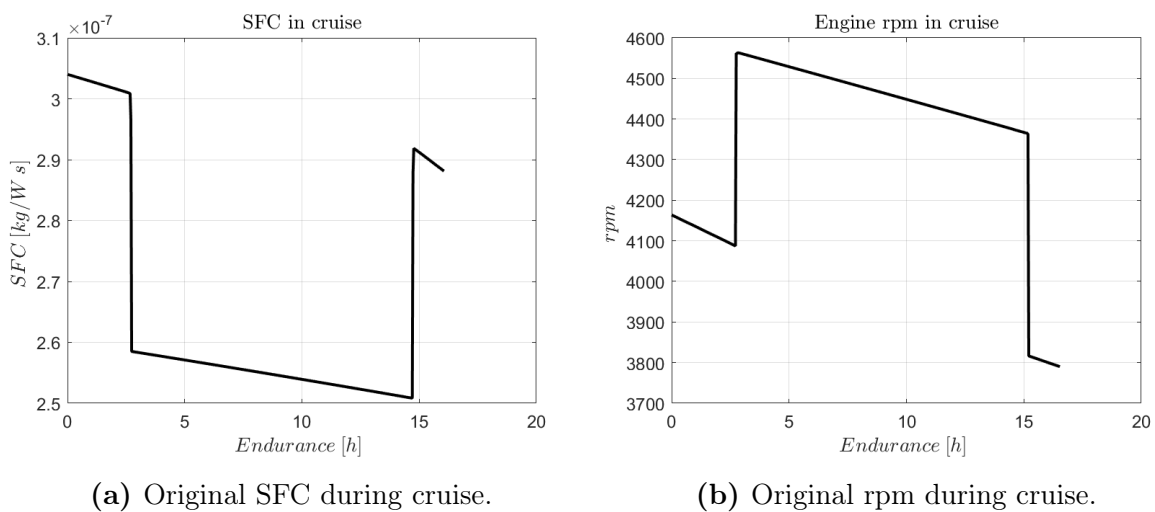 ×10⁻⁷
SFC in cruise
3.1
3
2.9
2.8
2.7
2.6
2.5
SFC [kg/W s]
0 5 10 15 20
Endurance [h]
(a) Original SFC during cruise.
Engine rpm in cruise
4600
4500
4400
4300
4200
4100
4000
3900
3800
3700
rpm
0 5 10 15 20
Endurance [h]
(b) Original rpm during cruise.